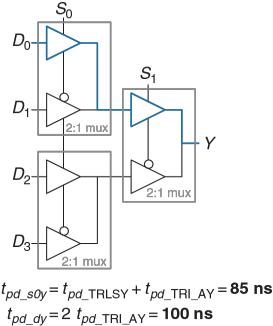 S0
D0
D1
2:1 mux
S1
Y
2:1 mux
D2
D3
2:1 mux
tpd_s0y = tpd_TRLSY + tpd_TRI_AY = 85 ns
tpd_dy = 2 tpd_TRI_AY = 100 ns